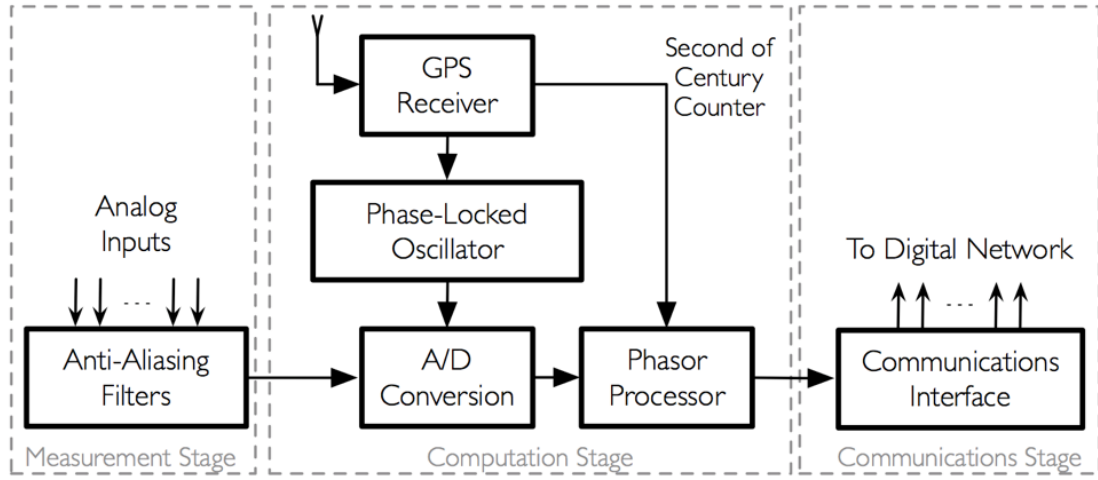 GPS
Receiver
Second of
Century
Counter
Phase-Locked
Oscillator
Analog
Inputs
To Digital Network
Anti-Aliasing
Filters
A/D
Conversion
Phasor
Processor
Communications
Interface
Measurement Stage
Computation Stage
Communications Stage